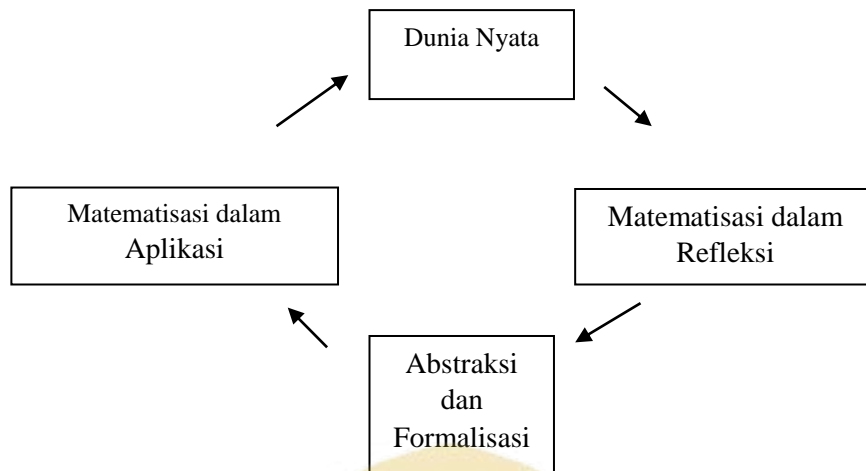 Dunia Nyata
Matematisasi dalam
Aplikasi
Matematisasi dalam
Refleksi
Abstraksi
dan
Formalisasi